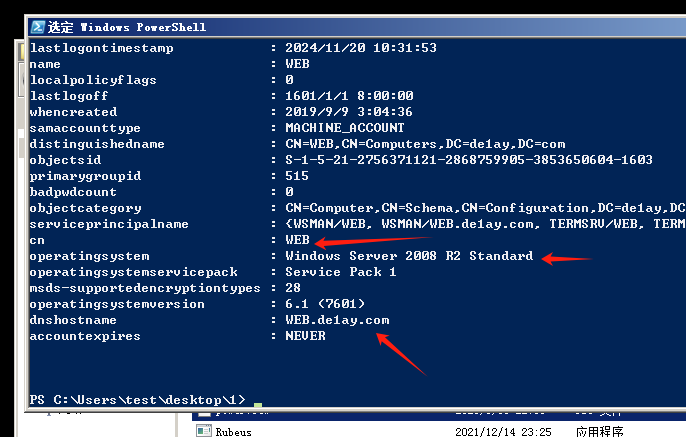 选定 Windows PowerShell
lastlogontimestamp : 2024/11/20 10:31:53
name : WEB
localpolicyflags : 0
lastlogoff : 1601/1/1 8:00:00
whencreated : 2019/9/9 3:04:36
samaccounttype : MACHINE_ACCOUNT
distinguishedname : CN=WEB,CN=Computers,DC=de1ay,DC=com
objectsid : S-1-5-21-2756371121-2868759905-3853650604-1603
primarygroupid : 515
badpwdcount : 0
objectcategory : CN=Computer,CN=Schema,CN=Configuration,DC=de1ay,DC
serviceprincipalname : {WSMAN/WEB, WSMAN/WEB.de1ay.com, TERMSRV/WEB, TERM
cn : WEB
operatingsystem : Windows Server 2008 R2 Standard
operatingsystemservicepack : Service Pack 1
msds-supportedencryptiontypes : 28
operatingsystemversion : 6.1 (7601)
dnshostname : WEB.de1ay.com
accountexpires : NEVER
PS C:\Users\test\desktop\1>
Rubeus 2021/12/14 23:25 应用程序